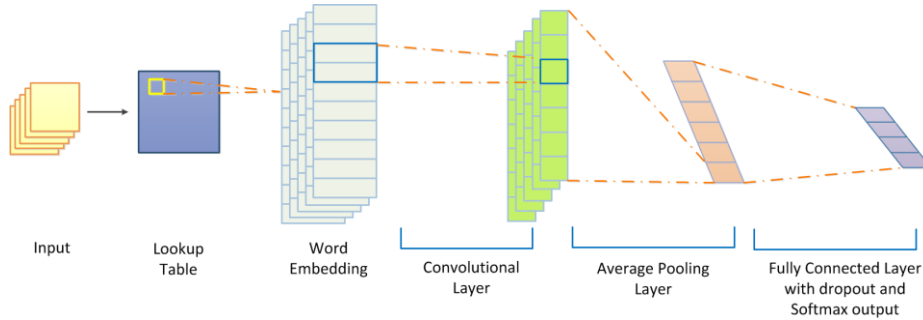 Input
Lookup
Table
Word
Embedding
Convolutional
Layer
Average Pooling
Layer
Fully Connected Layer
with dropout and
Softmax output